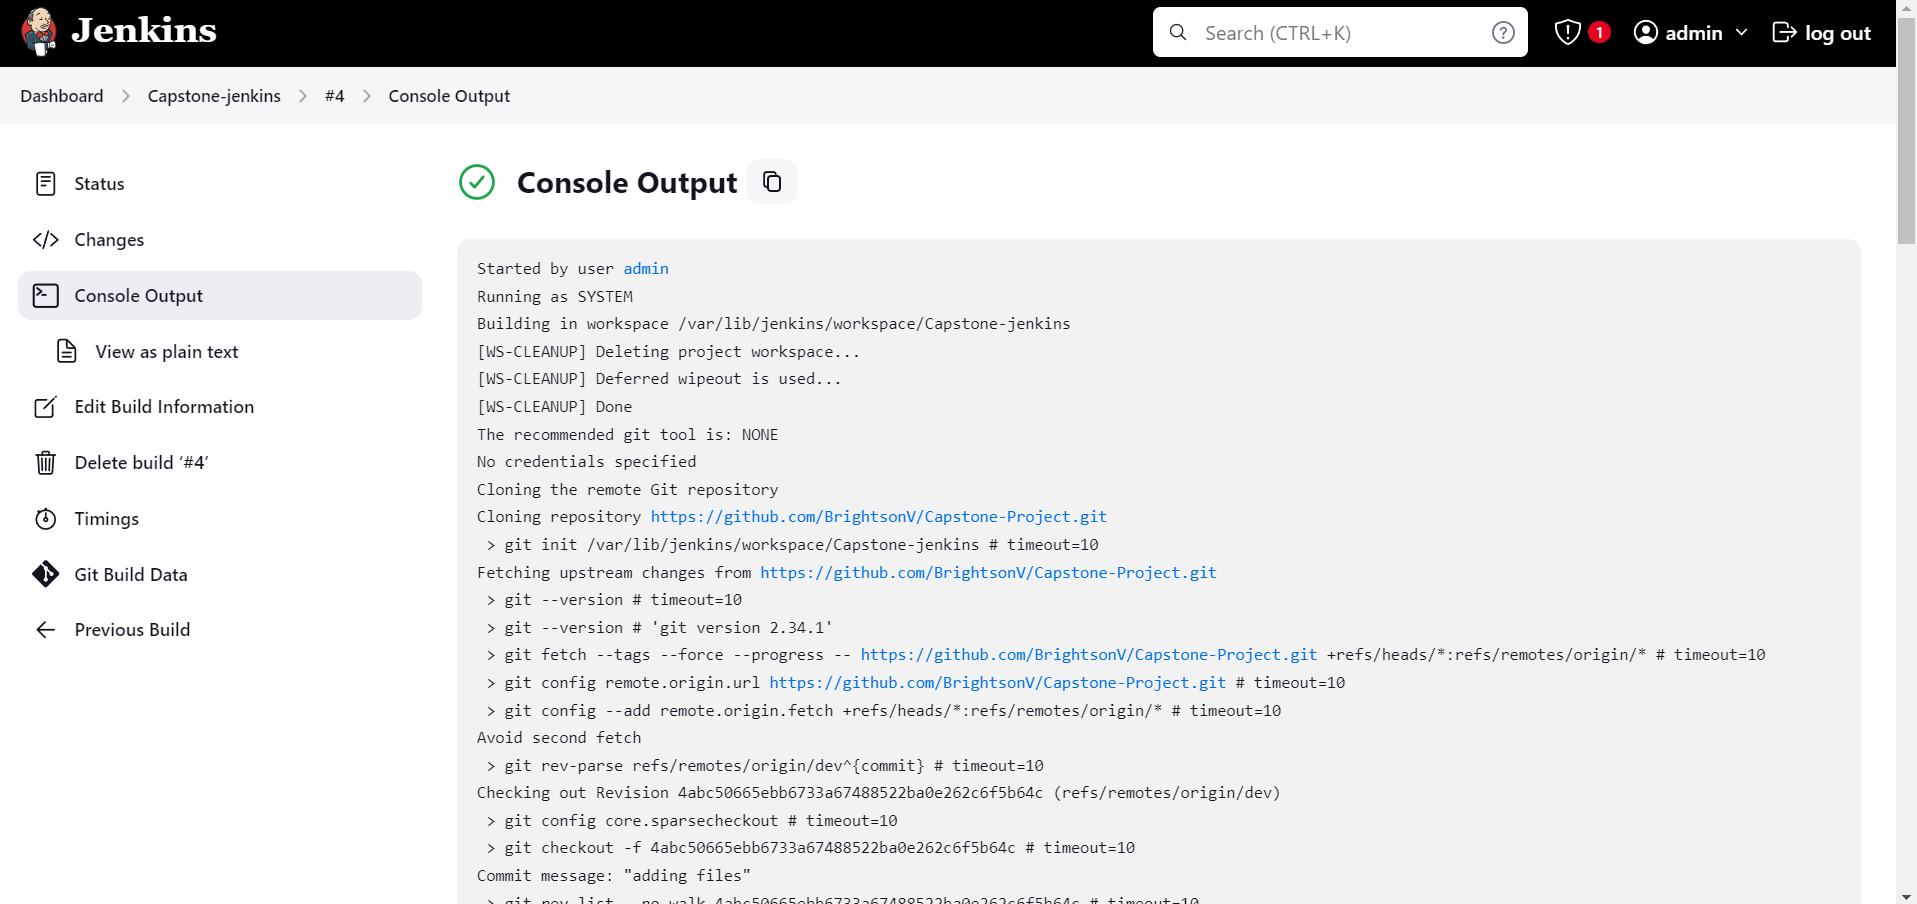 Jenkins
Search (CTRL+K)
1
admin
log out
Dashboard
Capstone-jenkins
#4
Console Output
Status
Changes
Console Output
View as plain text
Edit Build Information
Delete build ‘#4’
Timings
Git Build Data
Previous Build
Console Output
Started by user admin
Running as SYSTEM
Building in workspace /var/lib/jenkins/workspace/Capstone-jenkins
[WS-CLEANUP] Deleting project workspace...
[WS-CLEANUP] Deferred wipeout is used...
[WS-CLEANUP] Done
The recommended git tool is: NONE
No credentials specified
Cloning the remote Git repository
Cloning repository https://github.com/BrightsonV/Capstone-Project.git
> git init /var/lib/jenkins/workspace/Capstone-jenkins # timeout=10
Fetching upstream changes from https://github.com/BrightsonV/Capstone-Project.git
> git --version # timeout=10
> git --version # 'git version 2.34.1'
> git fetch --tags --force --progress -- https://github.com/BrightsonV/Capstone-Project.git +refs/heads/*:refs/remotes/origin/* # timeout=10
> git config remote.origin.url https://github.com/BrightsonV/Capstone-Project.git # timeout=10
> git config --add remote.origin.fetch +refs/heads/*:refs/remotes/origin/* # timeout=10
Avoid second fetch
> git rev-parse refs/remotes/origin/dev^{commit} # timeout=10
Checking out Revision 4abc50665ebb6733a67488522ba0e262c6f5b64c (refs/remotes/origin/dev)
> git config core.sparsecheckout # timeout=10
> git checkout -f 4abc50665ebb6733a67488522ba0e262c6f5b64c # timeout=10
Commit message: "adding files"
> git rev-list --no-walk 4abc50665ebb6733a67488522ba0e262c6f5b64c # timeout=10